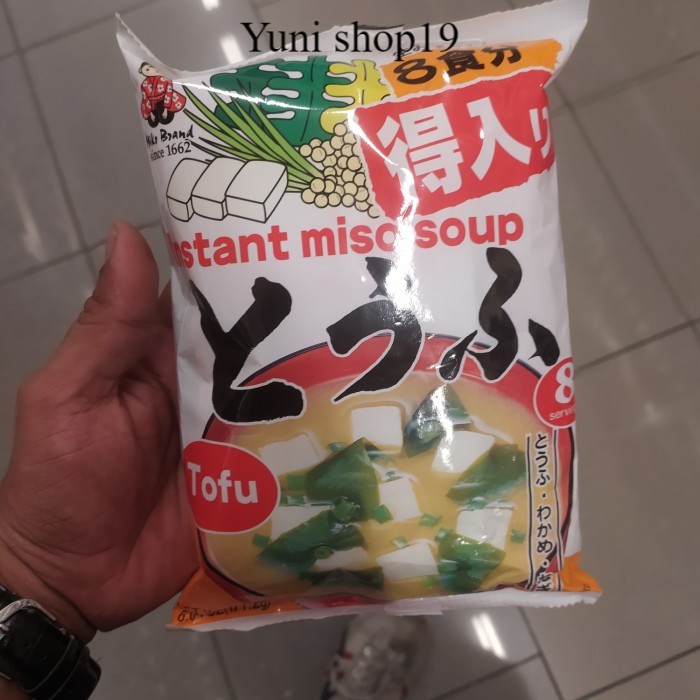 Yuni shop19
8食分
得入り
Miko Brand
since 1662
Instant miso soup
とうふ
8
Tofu
とうふ・わかめ・